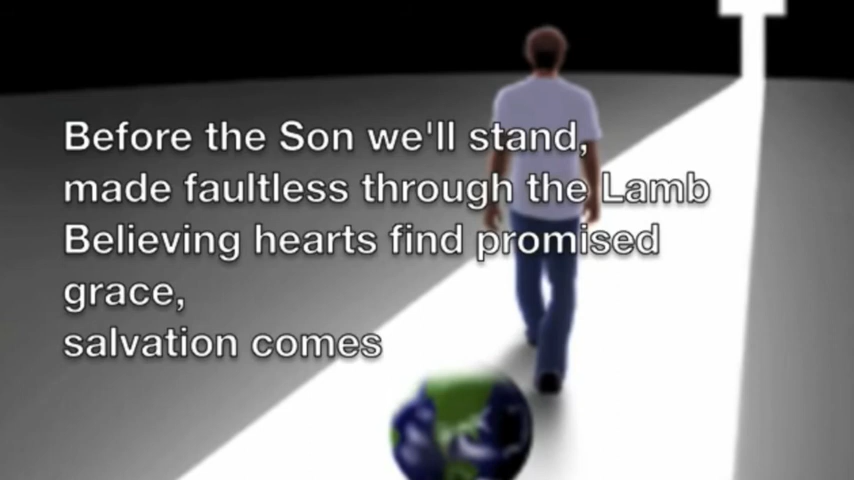 Before the Son we'll stand,
made faultless through the Lamb
Believing hearts find promised
grace,
salvation comes